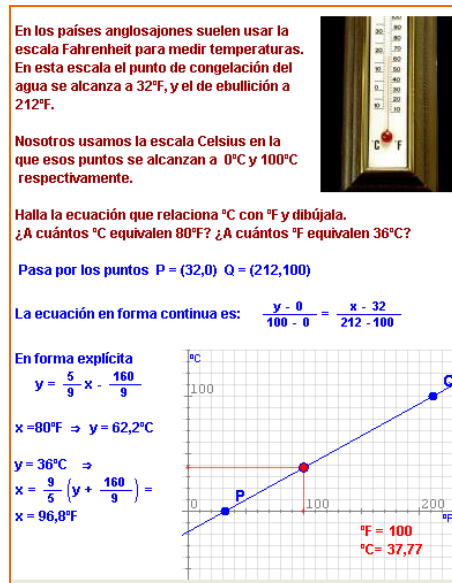 En los países anglosajones suelen usar la
escala Fahrenheit para medir temperaturas.
En esta escala el punto de congelación del
agua se alcanza a 32ºF, y el de ebullición a
212ºF.
Nosotros usamos la escala Celsius en la
que esos puntos se alcanzan a 0ºC y 100ºC
respectivamente.
ºC ºF
Halla la ecuación que relaciona ºC con ºF y dibújala.
¿A cuántos ºC equivalen 80ºF? ¿A cuántos ºF equivalen 36ºC?
Pasa por los puntos P = (32,0) Q = (212,100)
La ecuación en forma continua es: y - 0 / 100 - 0 = x - 32 / 212 - 100
En forma explícita
y = 5/9 x - 160/9
x =80ºF ⇒ y = 62,2ºC
y = 36ºC ⇒
x = 9/5 (y + 160/9) =
x = 96,8ºF
ºC
100
Q
P
0 100 200
ºF
ºF = 100
ºC= 37,77